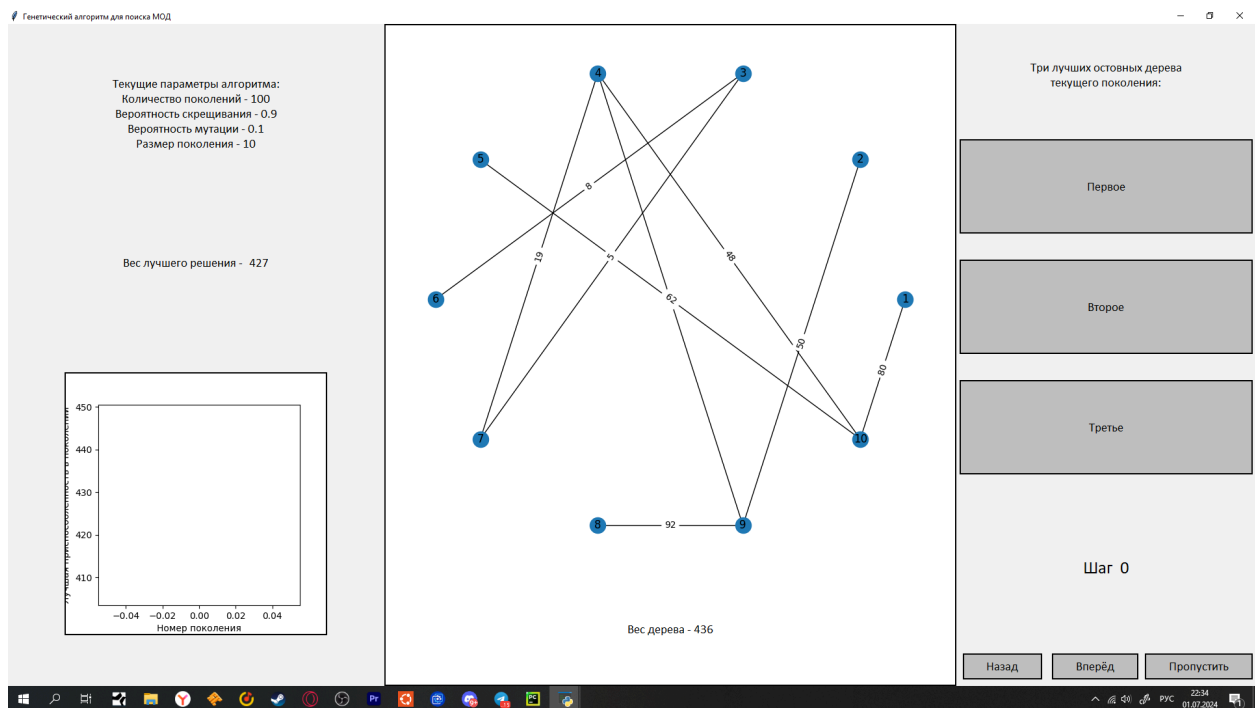 Генетический алгоритм для поиска МОД
Текущие параметры алгоритма:
Количество поколений - 100
Вероятность скрещивания - 0.9
Вероятность мутации - 0.1
Размер поколения - 10
Вес лучшего решения - 427
450
440
430
420
410
−0.04 −0.02 0.00 0.02 0.04
Номер поколения
4
3
5
2
8
19
5
48
62
6
1
50
80
7
10
8
92
9
Вес дерева - 436
Три лучших остовных дерева
текущего поколения:
Первое
Второе
Третье
Шаг 0
Назад
Вперёд
Пропустить
Pr
PC
РУС
22:34
01.07.2024